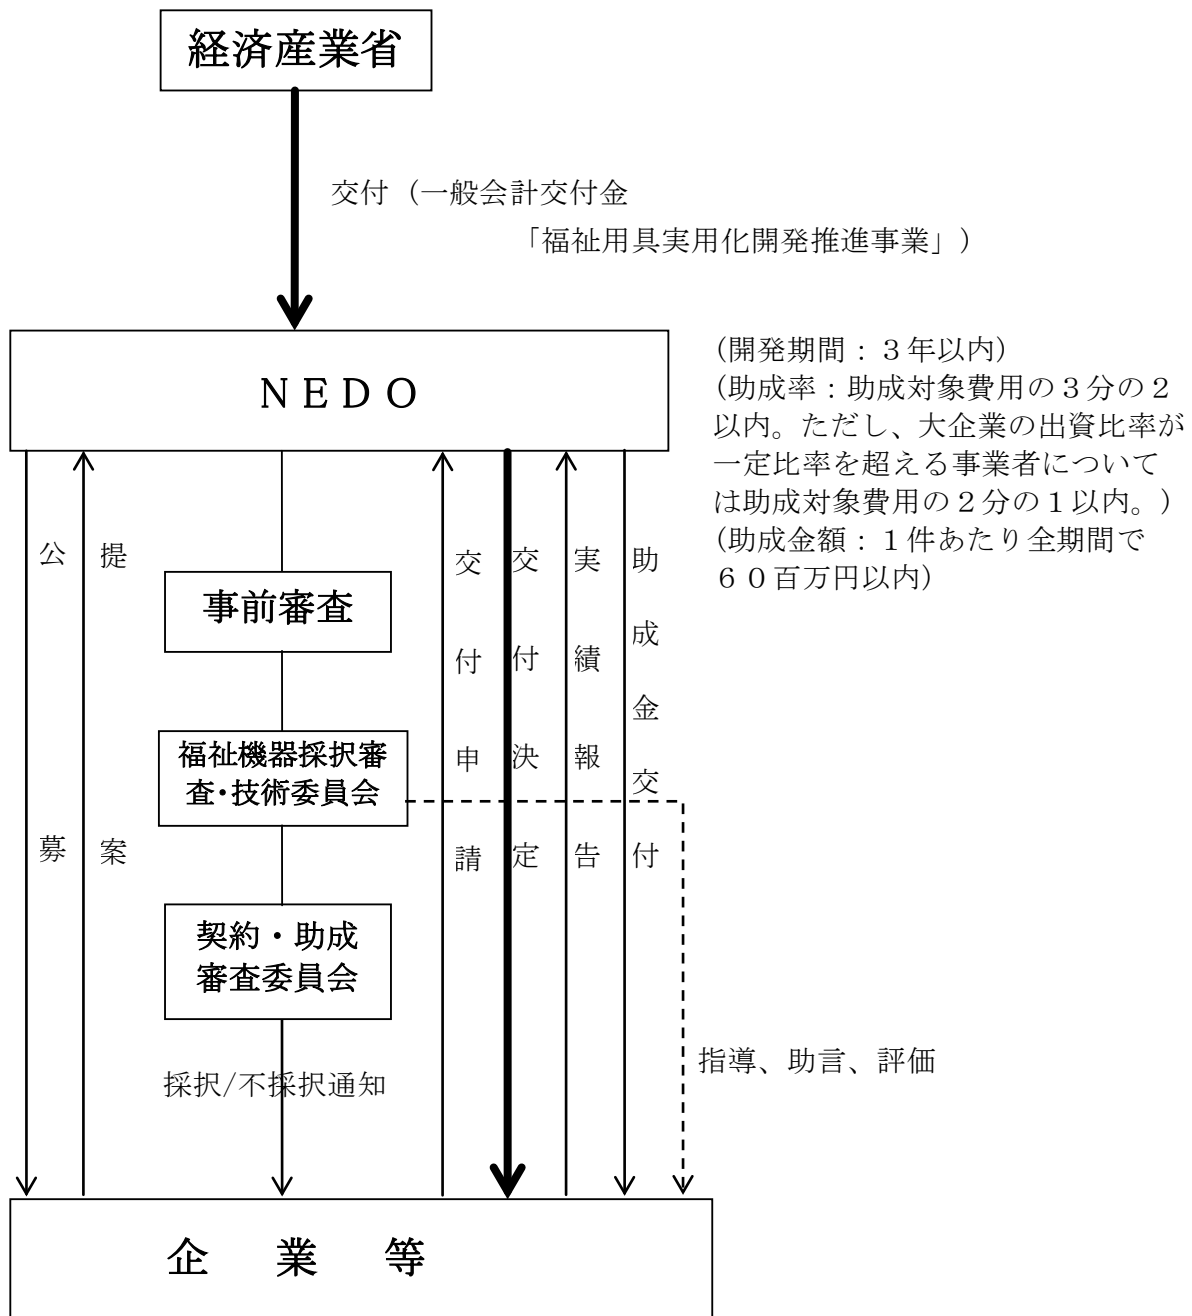 経済産業省
交付（一般会計交付金
「福祉用具実用化開発推進事業」）
ＮＥＤＯ
(開発期間：３年以内)
(助成率：助成対象費用の３分の２
以内。ただし、大企業の出資比率が
一定比率を超える事業者について
は助成対象費用の２分の１以内。)
(助成金額：１件あたり全期間で
６０百万円以内)
公募
提案
事前審査
福祉機器採択審
査・技術委員会
契約・助成
審査委員会
採択/不採択通知
交付申請
交付決定
実績報告
助成金交付
指導、助言、評価
企業等